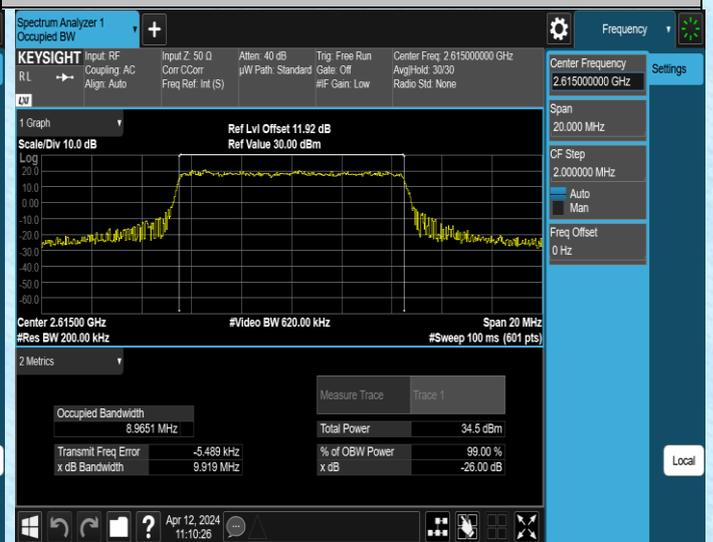 Spectrum Analyzer 1
Occupied BW
+
Frequency
KEYSIGHT
RL
LXI
Input: RF
Coupling: AC
Align: Auto
Input Z: 50 Ω
Corr CCorr
Freq Ref: Int (S)
Atten: 40 dB
µW Path: Standard
Trig: Free Run
Gate: Off
#IF Gain: Low
Center Freq: 2.615000000 GHz
Avg|Hold: 30/30
Radio Std: None
Center Frequency
2.615000000 GHz
Settings
Span
20.000 MHz
CF Step
2.000000 MHz
Auto
Man
Freq Offset
0 Hz
1 Graph
Scale/Div 10.0 dB
Ref Lvl Offset 11.92 dB
Ref Value 30.00 dBm
Log
20.0
10.0
0.00
-10.0
-20.0
-30.0
-40.0
-50.0
-60.0
Center 2.61500 GHz
#Res BW 200.00 kHz
#Video BW 620.00 kHz
Span 20 MHz
#Sweep 100 ms (601 pts)
2 Metrics
Measure Trace
Trace 1
Occupied Bandwidth
8.9651 MHz
Total Power 34.5 dBm
Transmit Freq Error -5.489 kHz
% of OBW Power 99.00 %
x dB Bandwidth 9.919 MHz
x dB -26.00 dB
Local
?
Apr 12, 2024
11:10:26